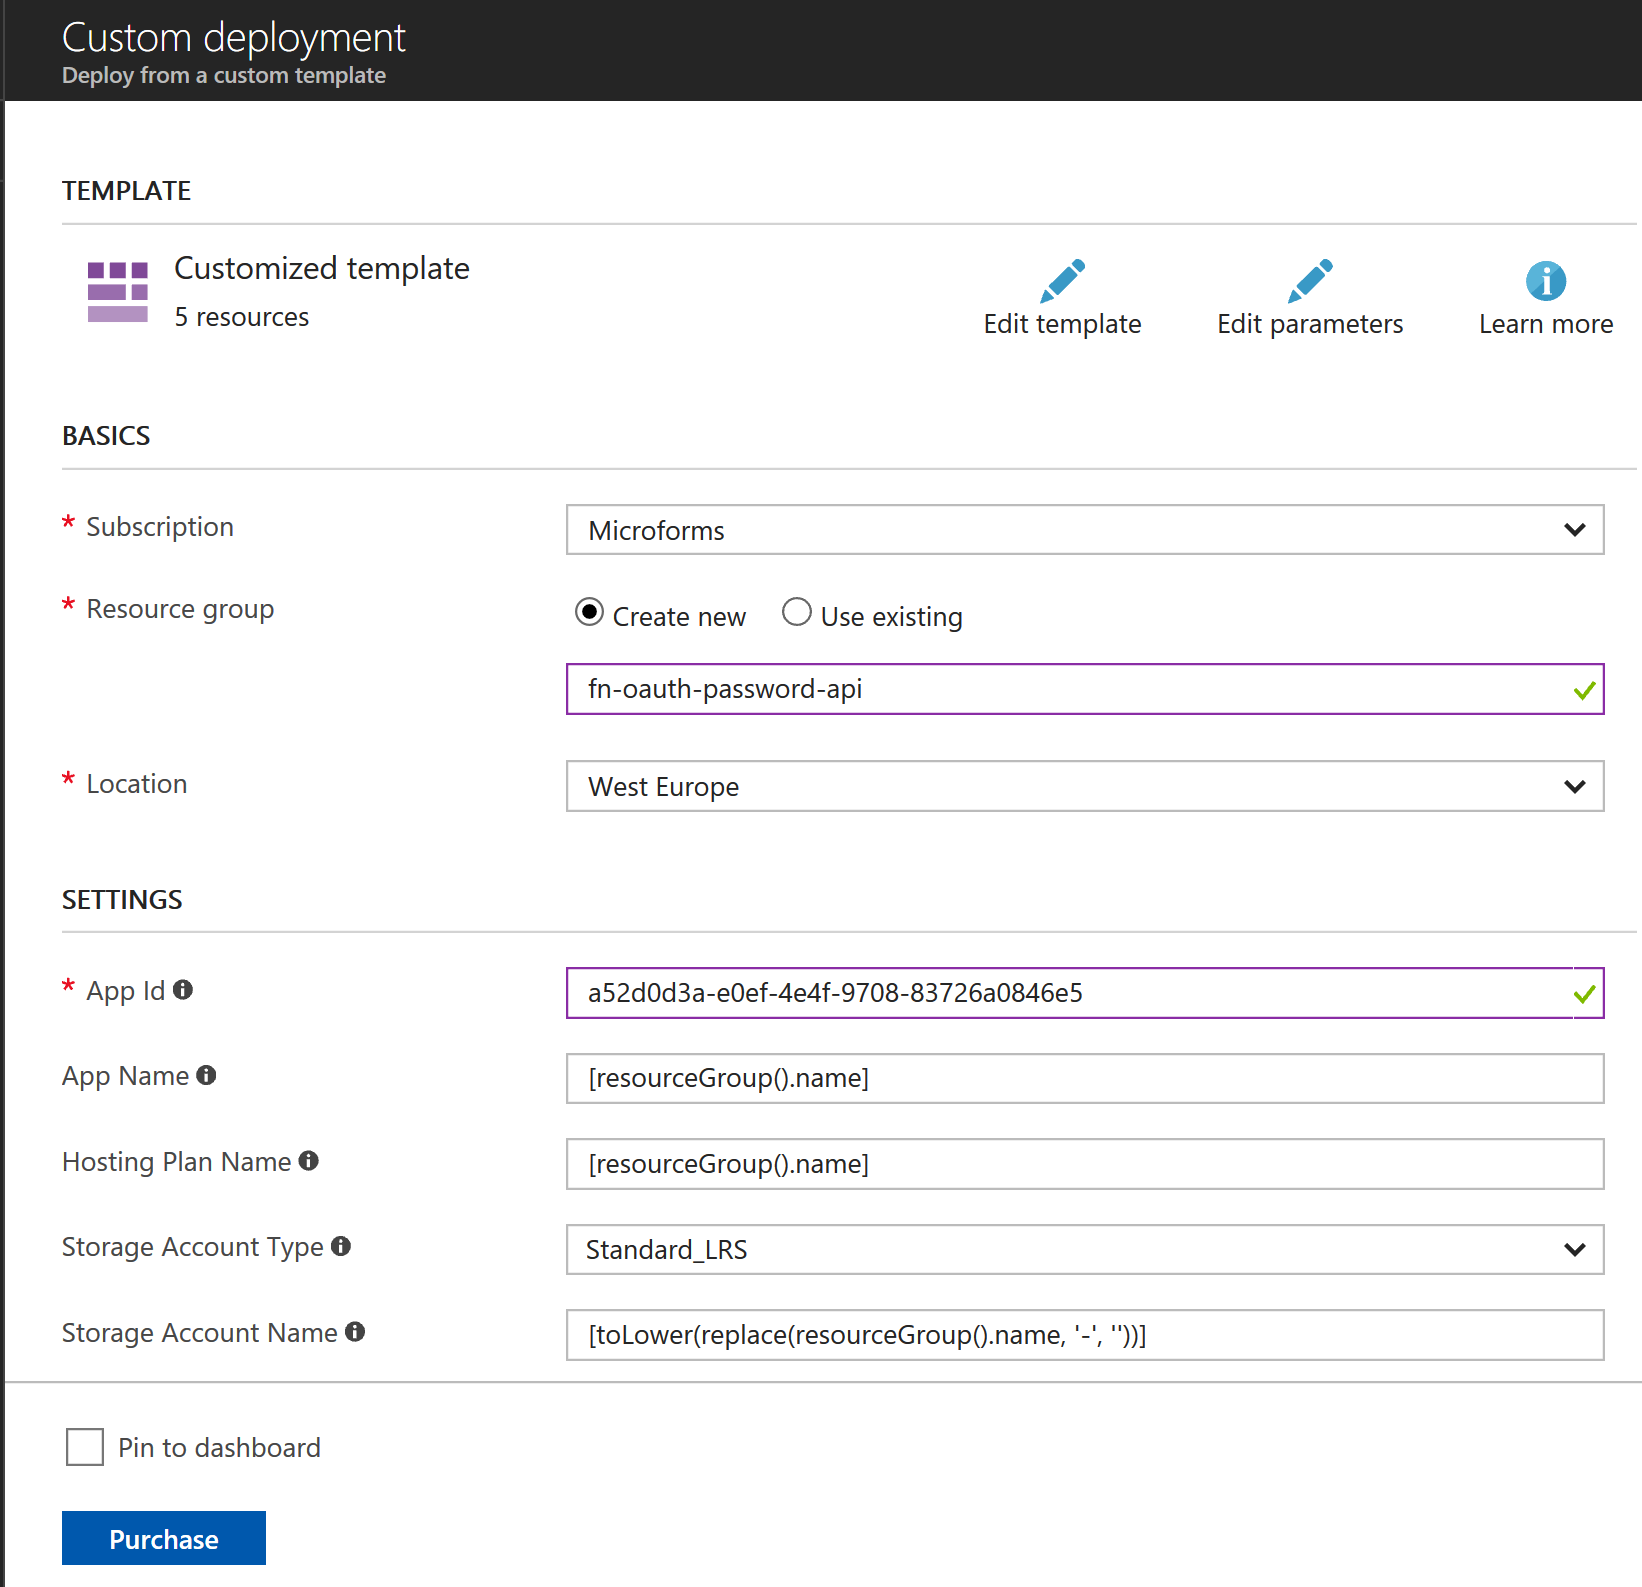 Custom deployment
Deploy from a custom template
TEMPLATE
Customized template
5 resources
Edit template
Edit parameters
Learn more
BASICS
* Subscription
Microforms
* Resource group
Create new
Use existing
fn-oauth-password-api
* Location
West Europe
SETTINGS
* App Id
a52d0d3a-e0ef-4e4f-9708-83726a0846e5
App Name
[resourceGroup().name]
Hosting Plan Name
[resourceGroup().name]
Storage Account Type
Standard_LRS
Storage Account Name
[toLower(replace(resourceGroup().name, '-', ''))]
Pin to dashboard
Purchase